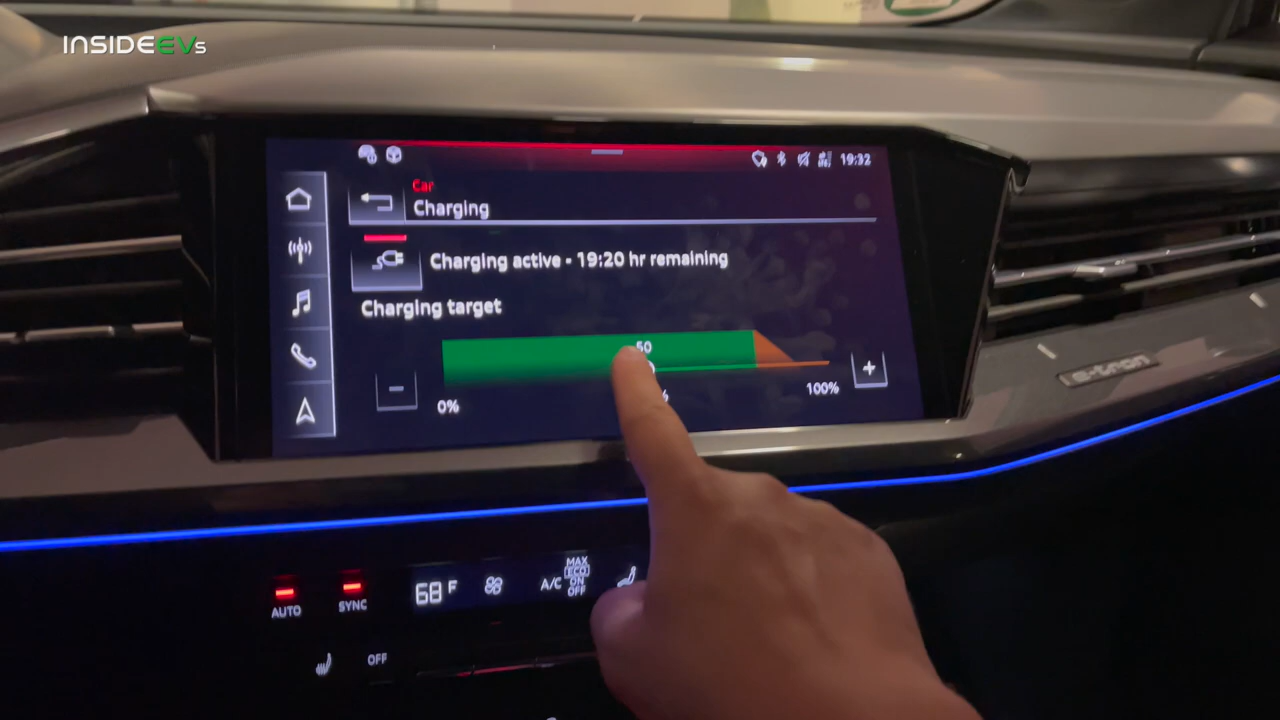 INSIDEEVs
19:32
Car
Charging
Charging active - 19:20 hr remaining
Charging target
50
0%
100%
e-tron
AUTO
SYNC
68 F
A/C
MAX
ECO
ON
OFF
OFF